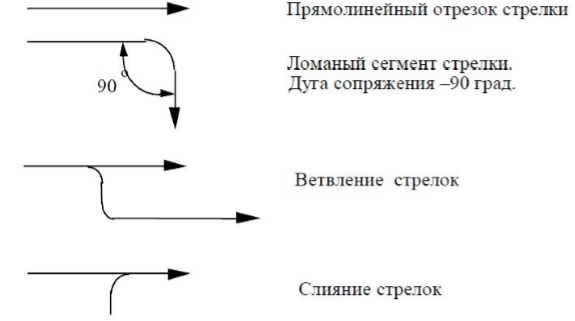 Прямолинейный отрезок стрелки
Ломаный сегмент стрелки.
Дуга сопряжения –90 град.
90 °
Ветвление стрелок
Слияние стрелок